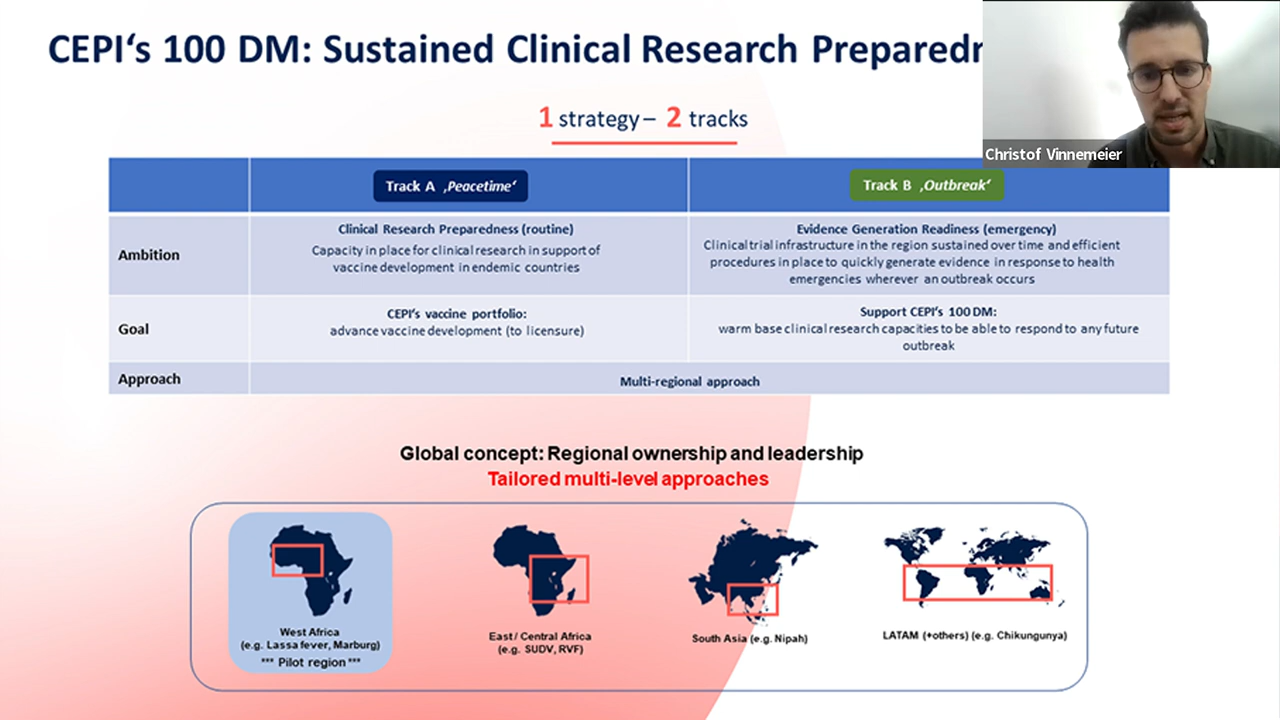 CEPI‘s 100 DM: Sustained Clinical Research
Christof Vinnemeier
1 strategy – 2 tracks
Track A ‚Peacetime‘
Track B ‚Outbreak‘
Ambition
Clinical Research Preparedness (routine)
Capacity in place for clinical research in support of
vaccine development in endemic countries
Evidence Generation Readiness (emergency)
Clinical trial infrastructure in the region sustained over time and efficient
procedures in place to quickly generate evidence in response to health
emergencies wherever an outbreak occurs
Goal
CEPI‘s vaccine portfolio:
advance vaccine development (to licensure)
Support CEPI‘s 100 DM:
warm base clinical research capacities to be able to respond to any future
outbreak
Approach
Multi-regional approach
Global concept: Regional ownership and leadership
Tailored multi-level approaches
West Africa
(e.g. Lassa fever, Marburg)
*** Pilot region ***
East / Central Africa
(e.g. SUDV, RVF)
South Asia (e.g. Nipah)
LATAM (+others) (e.g. Chikungunya)